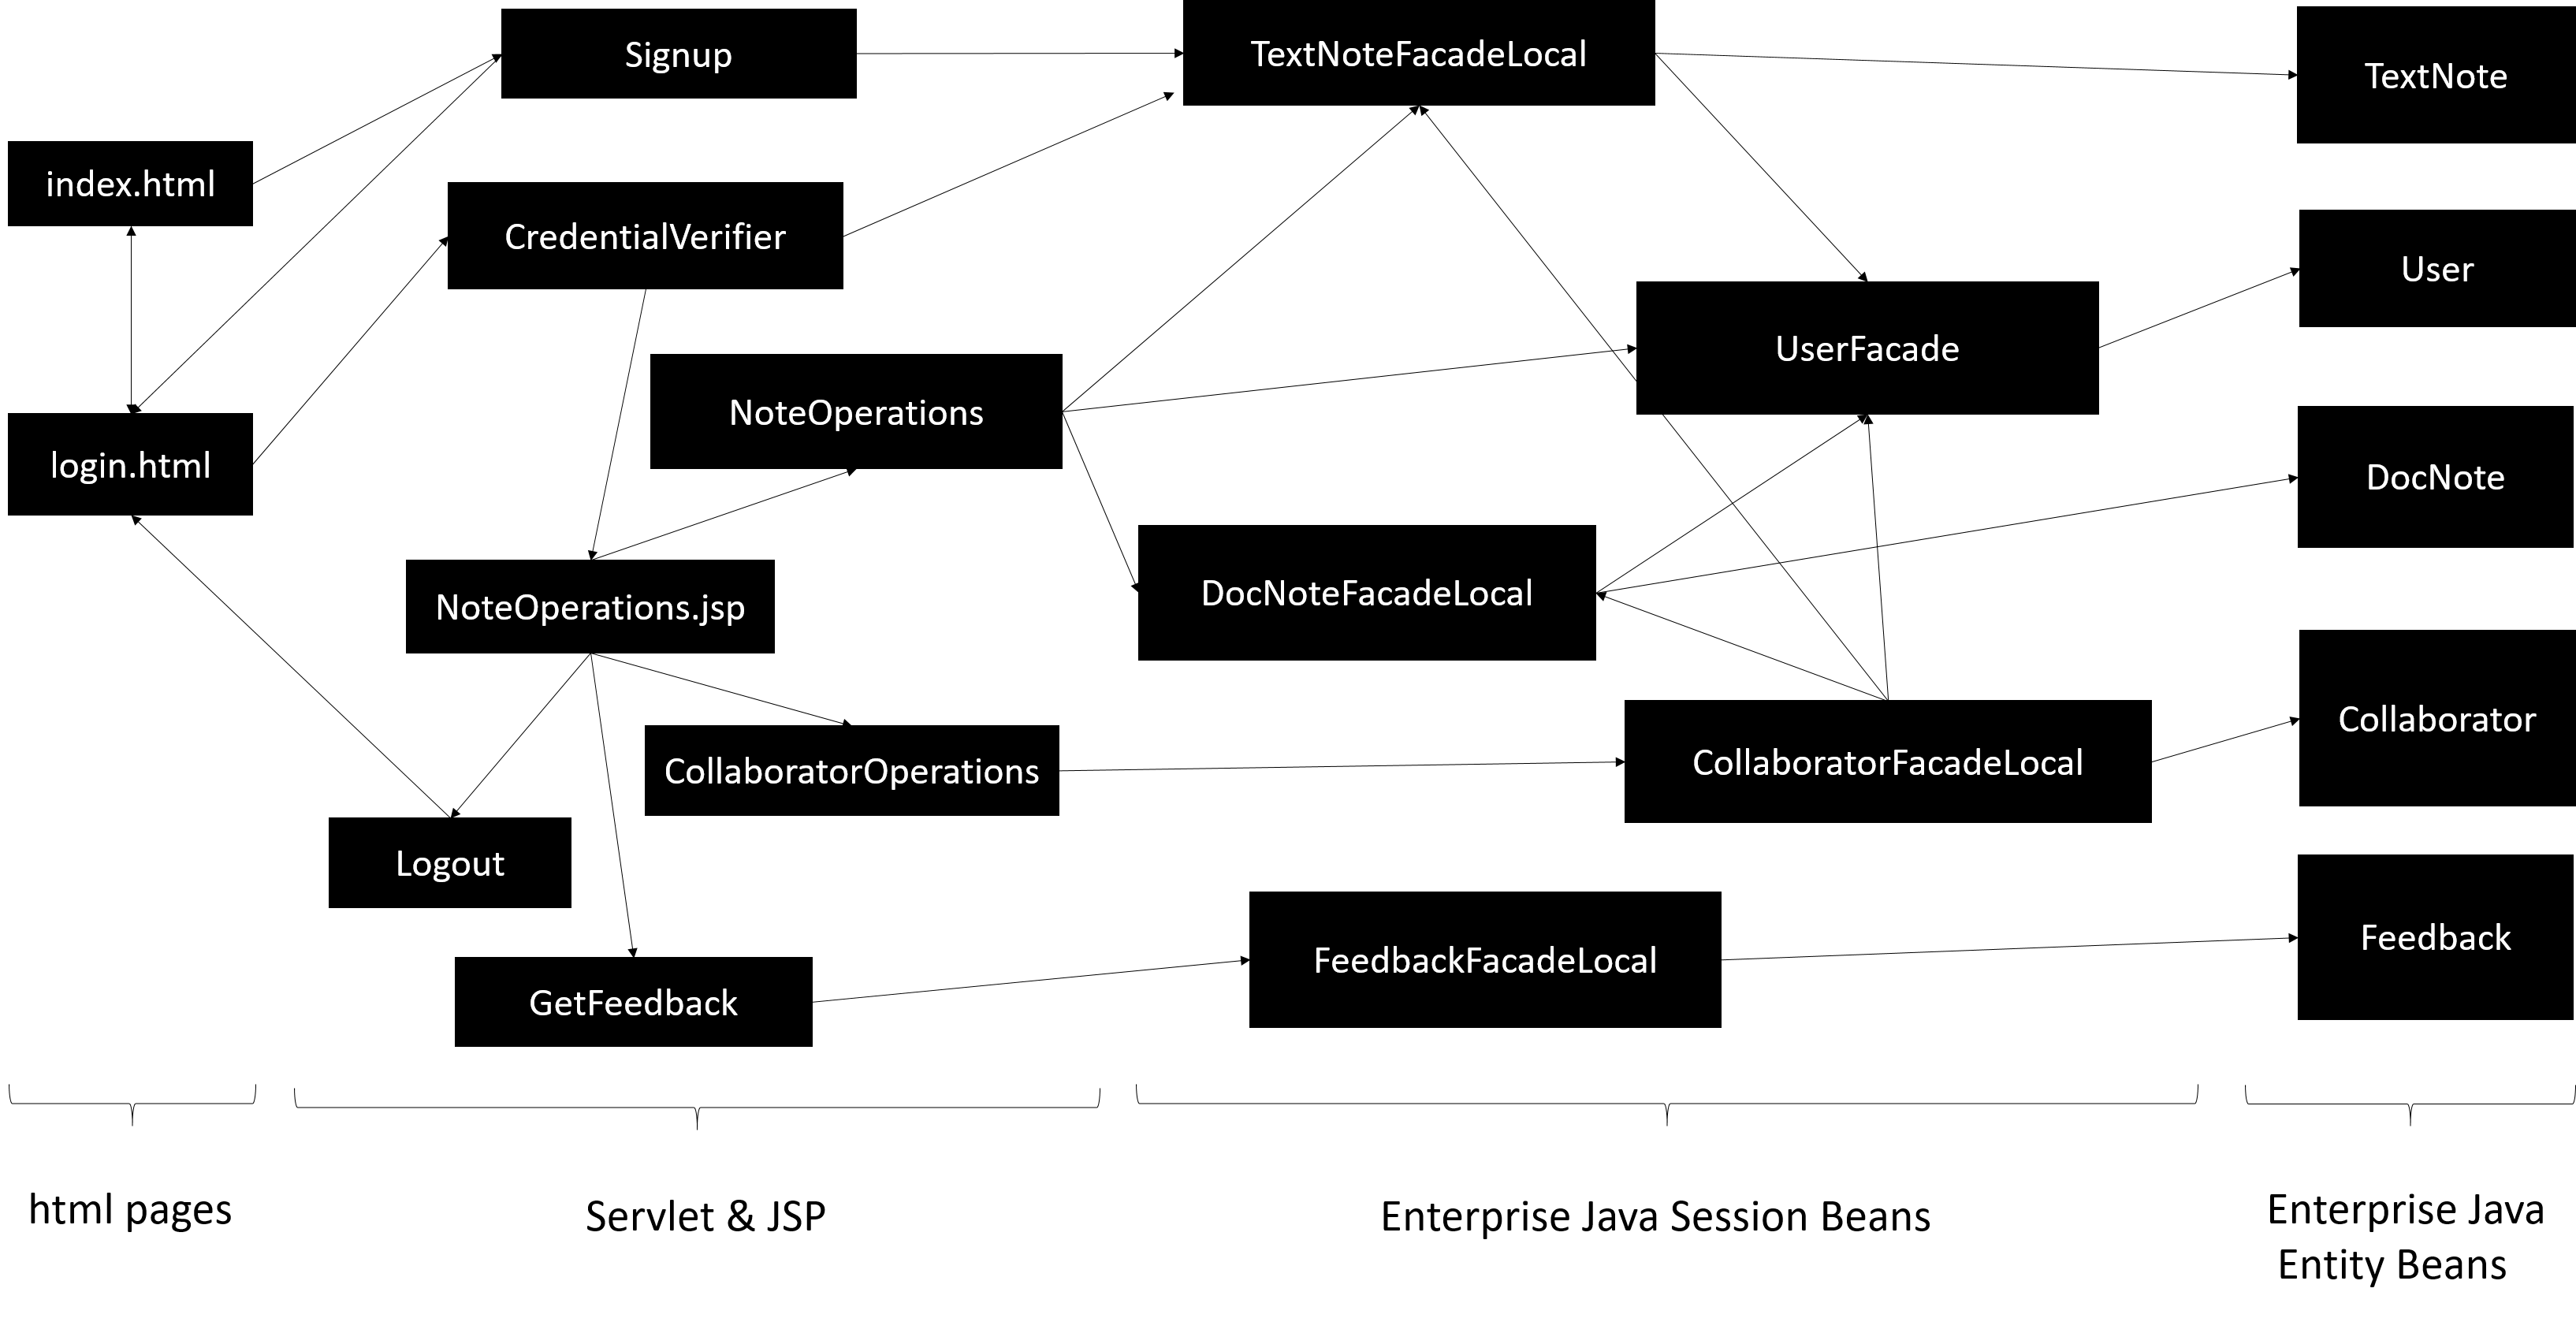 Signup
TextNoteFacadeLocal
TextNote
index.html
CredentialVerifier
User
UserFacade
NoteOperations
login.html
DocNote
DocNoteFacadeLocal
NoteOperations.jsp
Collaborator
CollaboratorOperations
CollaboratorFacadeLocal
Logout
Feedback
FeedbackFacadeLocal
GetFeedback
html pages
Servlet & JSP
Enterprise Java Session Beans
Enterprise Java
Entity Beans